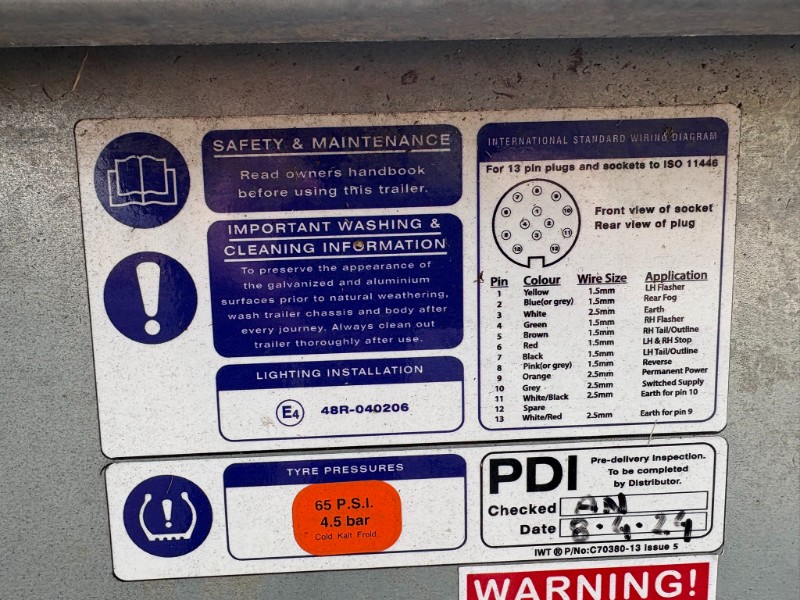 SAFETY & MAINTENANCE
Read owners handbook
before using this trailer.
IMPORTANT WASHING &
CLEANING INFORMATION
To preserve the appearance of
the galvanized and aluminium
surfaces prior to natural weathering,
wash trailer chassis and body after
every journey. Always clean out
trailer thoroughly after use.
LIGHTING INSTALLATION
E4 48R-040206
INTERNATIONAL STANDARD WIRING DIAGRAM
For 13 pin plugs and sockets to ISO 11446
Front view of socket
Rear view of plug
Pin Colour Wire Size Application
1 Yellow 1.5mm LH Flasher
2 Blue(or grey) 1.5mm Rear Fog
3 White 2.5mm Earth
4 Green 1.5mm RH Flasher
5 Brown 1.5mm RH Tail/Outline
6 Red 1.5mm LH & RH Stop
7 Black 1.5mm LH Tail/Outline
8 Pink(or grey) 1.5mm Reverse
9 Orange 2.5mm Permanent Power
10 Grey 2.5mm Switched Supply
11 White/Black 2.5mm Earth for pin 10
12 Spare
13 White/Red 2.5mm Earth for pin 9
TYRE PRESSURES
65 P.S.I.
4.5 bar
Cold Kalt Froid
PDI
Pre-delivery Inspection.
To be completed
by Distributor.
Checked AN
Date 8.4.24
IWT ® P/No:C70380-13 Issue 5
WARNING!